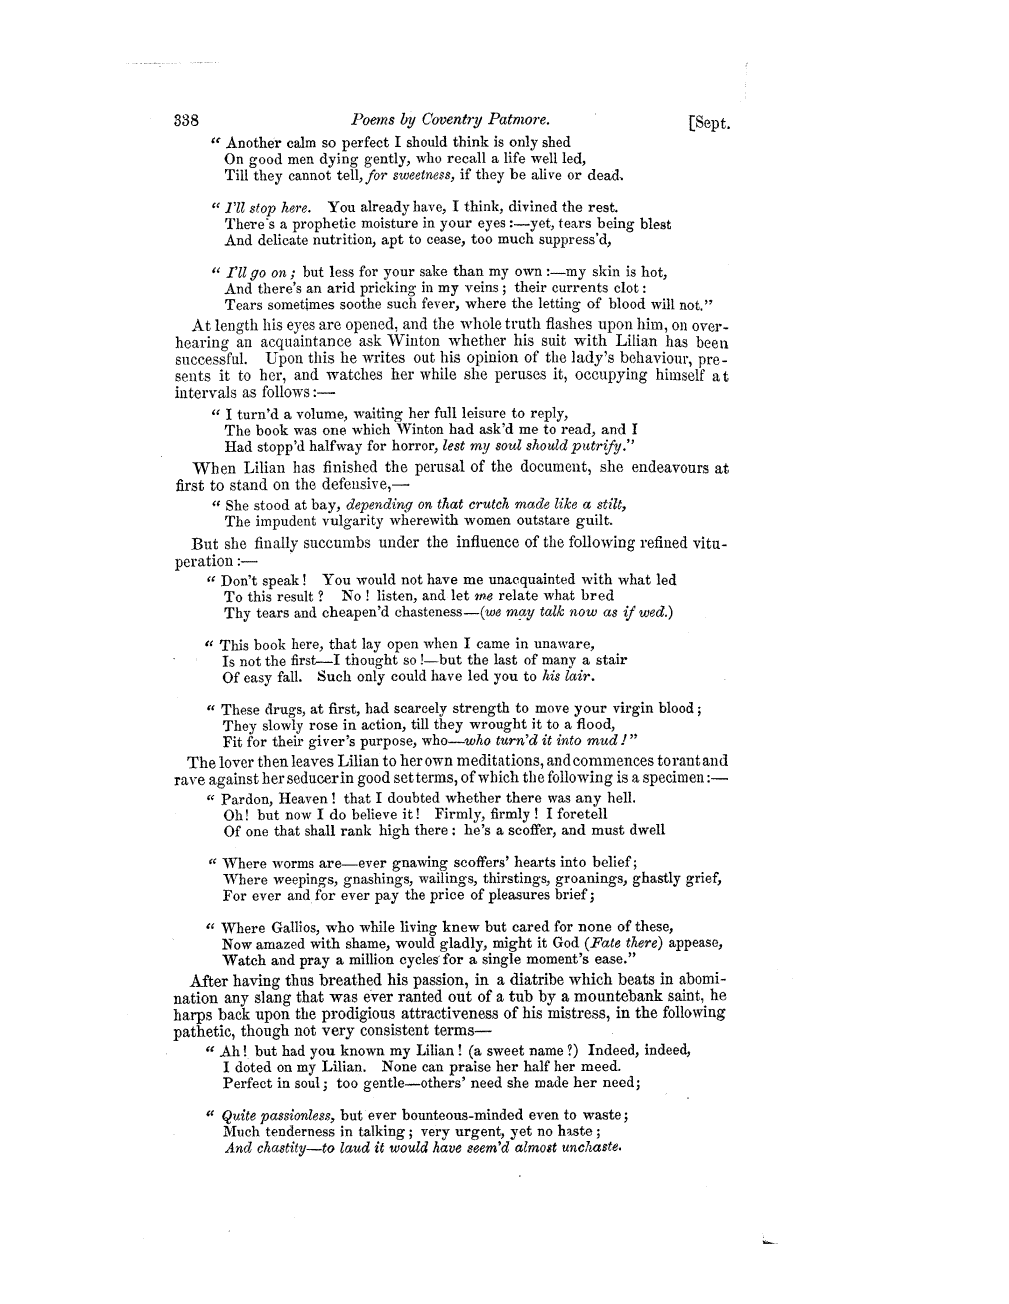 338 Poems by Coventry Patmore. [Sept.
“ Another calm so perfect I should think is only shed
On good men dying gently, who recall a life well led,
Till they cannot tell, for sweetness, if they be alive or dead.
“ I'll stop here. You already have, I think, divined the rest.
There's a prophetic moisture in your eyes :—yet, tears being blest
And delicate nutrition, apt to cease, too much suppress'd,
“ I'll go on ; but less for your sake than my own :—my skin is hot,
And there's an arid pricking in my veins ; their currents clot :
Tears sometimes soothe such fever, where the letting of blood will not.”
At length his eyes are opened, and the whole truth flashes upon him, on over-
hearing an acquaintance ask Winton whether his suit with Lilian has been
successful. Upon this he writes out his opinion of the lady's behaviour, pre-
sents it to her, and watches her while she peruses it, occupying himself at
intervals as follows :—
“ I turn'd a volume, waiting her full leisure to reply,
The book was one which Winton had ask'd me to read, and I
Had stopp'd halfway for horror, lest my soul should putrify.”
When Lilian has finished the perusal of the document, she endeavours at
first to stand on the defensive,—
“ She stood at bay, depending on that crutch made like a stilt,
The impudent vulgarity wherewith women outstare guilt.
But she finally succumbs under the influence of the following refined vitu-
peration :—
“ Don't speak ! You would not have me unacquainted with what led
To this result ? No ! listen, and let me relate what bred
Thy tears and cheapen'd chasteness—(we may talk now as if wed.)
“ This book here, that lay open when I came in unaware,
Is not the first—I thought so !—but the last of many a stair
Of easy fall. Such only could have led you to his lair.
“ These drugs, at first, had scarcely strength to move your virgin blood ;
They slowly rose in action, till they wrought it to a flood,
Fit for their giver's purpose, who—who turn'd it into mud !”
The lover then leaves Lilian to her own meditations, and commences to rant and
rave against her seducer in good set terms, of which the following is a specimen :—
“ Pardon, Heaven ! that I doubted whether there was any hell.
Oh ! but now I do believe it ! Firmly, firmly ! I foretell
Of one that shall rank high there : he's a scoffer, and must dwell
“ Where worms are—ever gnawing scoffers' hearts into belief ;
Where weepings, gnashings, wailings, thirstings, groanings, ghastly grief,
For ever and for ever pay the price of pleasures brief ;
“ Where Gallios, who while living knew but cared for none of these,
Now amazed with shame, would gladly, might it God (Fate there) appease,
Watch and pray a million cycles for a single moment's ease.”
After having thus breathed his passion, in a diatribe which beats in abomi-
nation any slang that was ever ranted out of a tub by a mountebank saint, he
harps back upon the prodigious attractiveness of his mistress, in the following
pathetic, though not very consistent terms—
“ Ah ! but had you known my Lilian ! (a sweet name ?) Indeed, indeed,
I doted on my Lilian. None can praise her half her meed.
Perfect in soul ; too gentle—others' need she made her need ;
“ Quite passionless, but ever bounteous-minded even to waste ;
Much tenderness in talking ; very urgent, yet no haste ;
And chastity—to laud it would have seem'd almost unchaste.